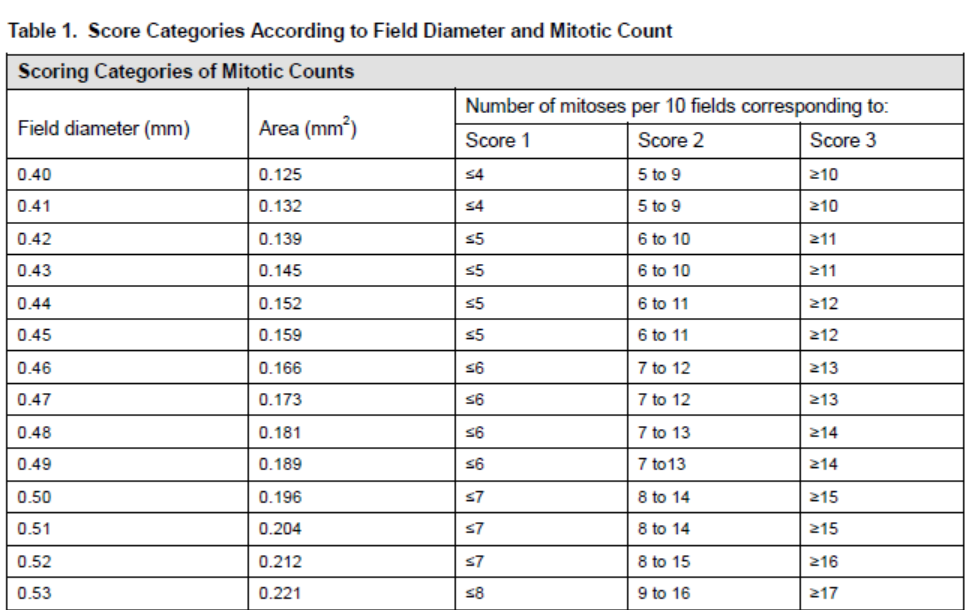 Table 1. Score Categories According to Field Diameter and Mitotic Count
Scoring Categories of Mitotic Counts
Field diameter (mm) Area (mm²) Number of mitoses per 10 fields corresponding to:
Score 1 Score 2 Score 3
0.40 0.125 ≤4 5 to 9 ≥10
0.41 0.132 ≤4 5 to 9 ≥10
0.42 0.139 ≤5 6 to 10 ≥11
0.43 0.145 ≤5 6 to 10 ≥11
0.44 0.152 ≤5 6 to 11 ≥12
0.45 0.159 ≤5 6 to 11 ≥12
0.46 0.166 ≤6 7 to 12 ≥13
0.47 0.173 ≤6 7 to 12 ≥13
0.48 0.181 ≤6 7 to 13 ≥14
0.49 0.189 ≤6 7 to13 ≥14
0.50 0.196 ≤7 8 to 14 ≥15
0.51 0.204 ≤7 8 to 14 ≥15
0.52 0.212 ≤7 8 to 15 ≥16
0.53 0.221 ≤8 9 to 16 ≥17